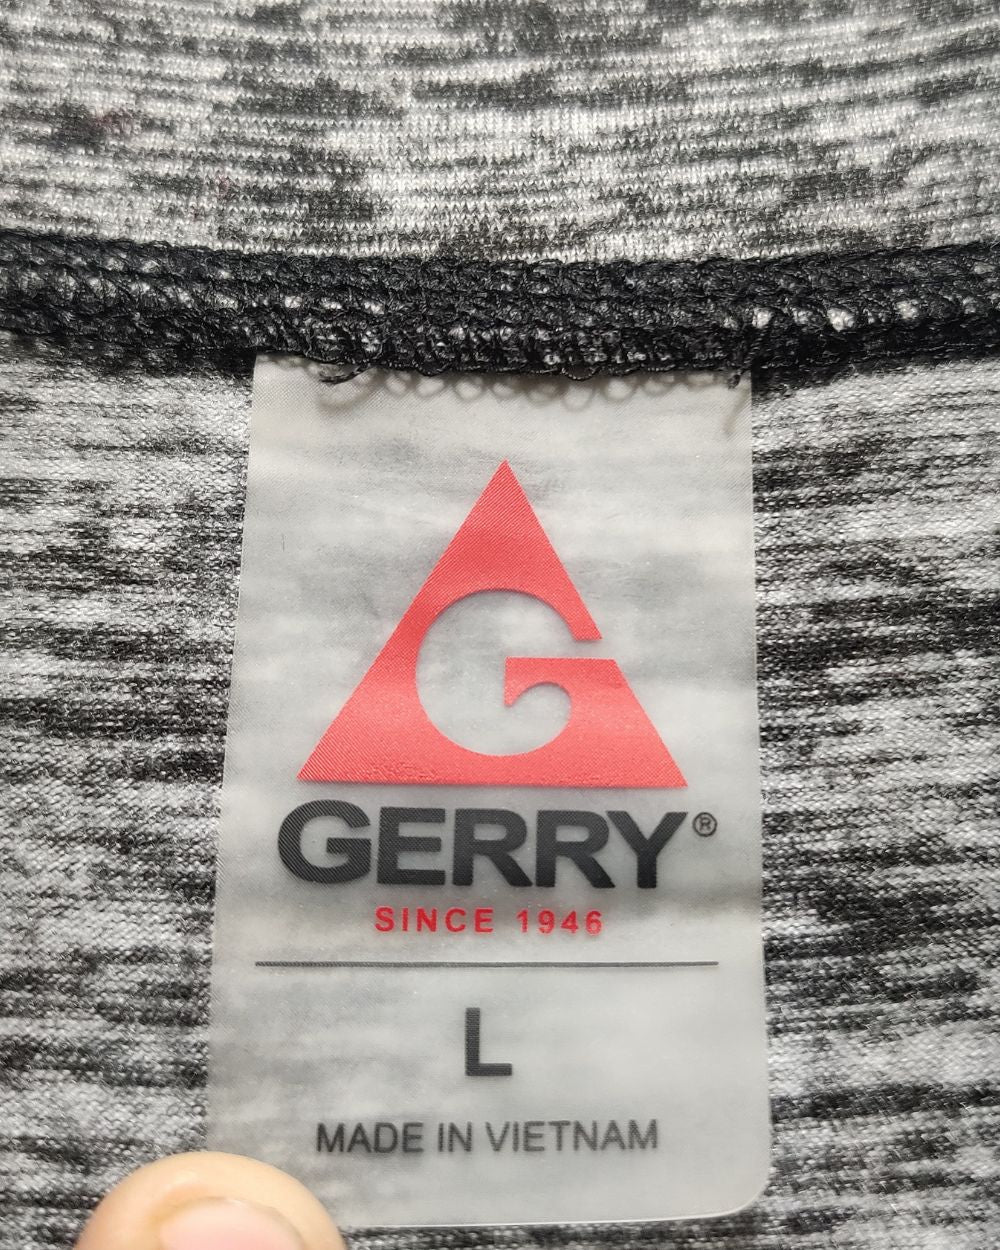 G
GERRY®
SINCE 1946
L
MADE IN VIETNAM